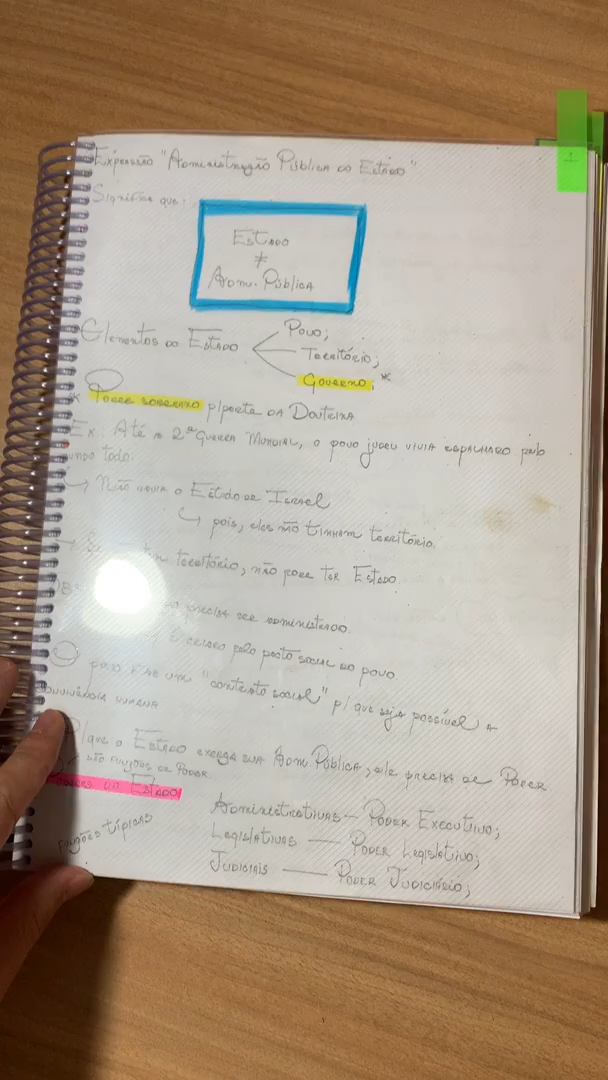 Expressão "Administração Pública do Estado"
1
Significa que:
Estado
≠
Adm. Pública
Elementos do Estado
Povo;
Território;
Governo; *
* Poder soberano p/ parte da Doutrina
Ex. Até a 2ª Guerra Mundial, o povo judeu vivia espalhado pelo
mundo todo.
↳ Não havia o Estado de Israel
↳ pois, eles não tinham território.
→ tem território, não pode ter Estado
precisa ser administrado.
É criado pelo pacto social do povo
O povo faz um "contrato social" p/ que seja possível a
convivência humana
p/ que o Estado exerça sua Adm Pública, ele precisa de Poder
são funções de Poder.
Poderes do Estado
Administrativas — Poder Executivo;
Funções típicas
Legislativas — Poder Legislativo;
Judiciais — Poder Judiciário;